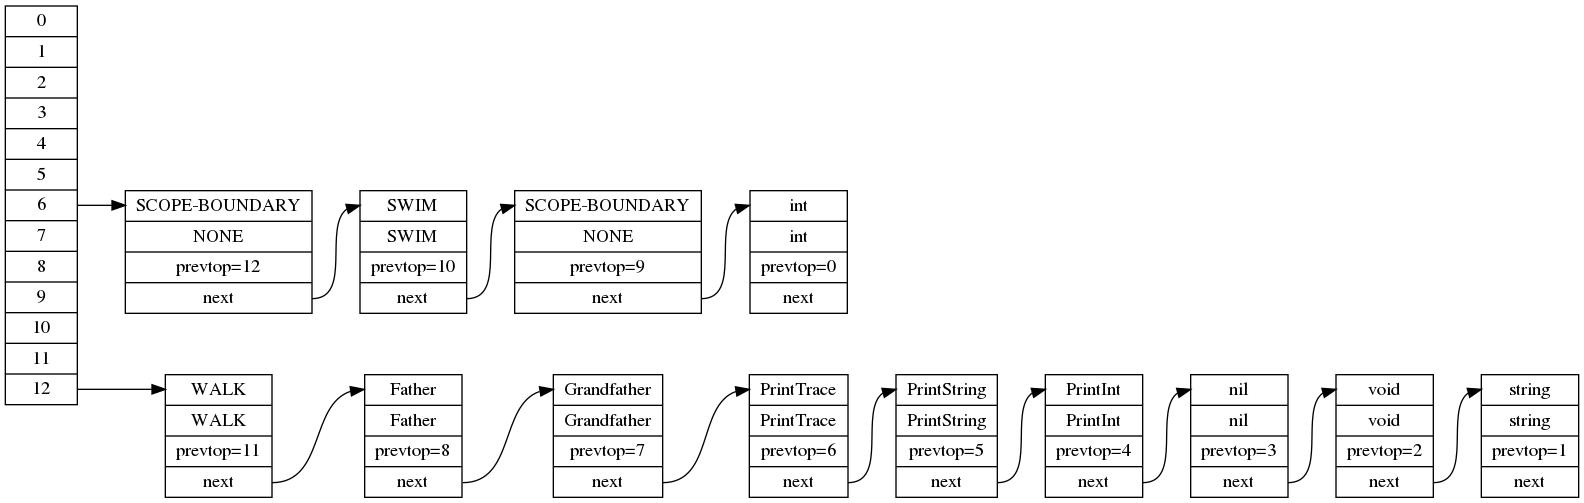 0
1
2
3
4
5
6
7
8
9
10
11
12
SCOPE-BOUNDARY
NONE
prevtop=12
next
SWIM
SWIM
prevtop=10
next
SCOPE-BOUNDARY
NONE
prevtop=9
next
int
int
prevtop=0
next
WALK
WALK
prevtop=11
next
Father
Father
prevtop=8
next
Grandfather
Grandfather
prevtop=7
next
PrintTrace
PrintTrace
prevtop=6
next
PrintString
PrintString
prevtop=5
next
PrintInt
PrintInt
prevtop=4
next
nil
nil
prevtop=3
next
void
void
prevtop=2
next
string
string
prevtop=1
next